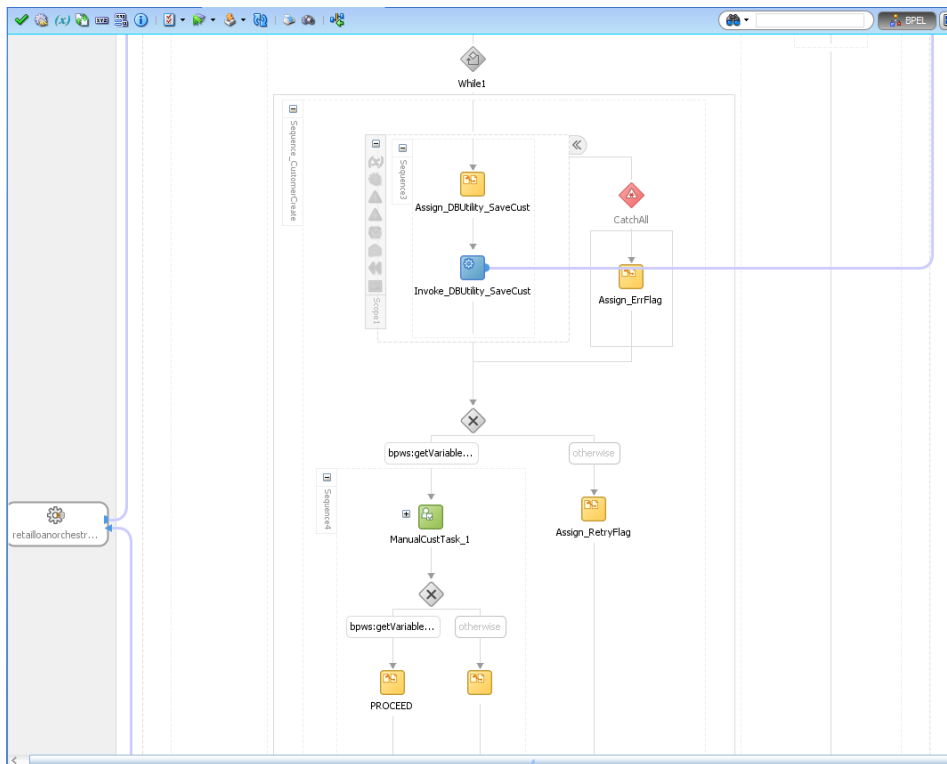 BPEL
While1
Sequence_CustomerCreate
Sequence3
Assign_DBUtility_SaveCust
CatchAll
Invoke_DBUtility_SaveCust
Assign_ErrFlag
Scope1
bpws:getVariable...
otherwise
Sequence4
ManualCustTask_1
Assign_RetryFlag
retailloanorchestr...
bpws:getVariable...
otherwise
PROCEED